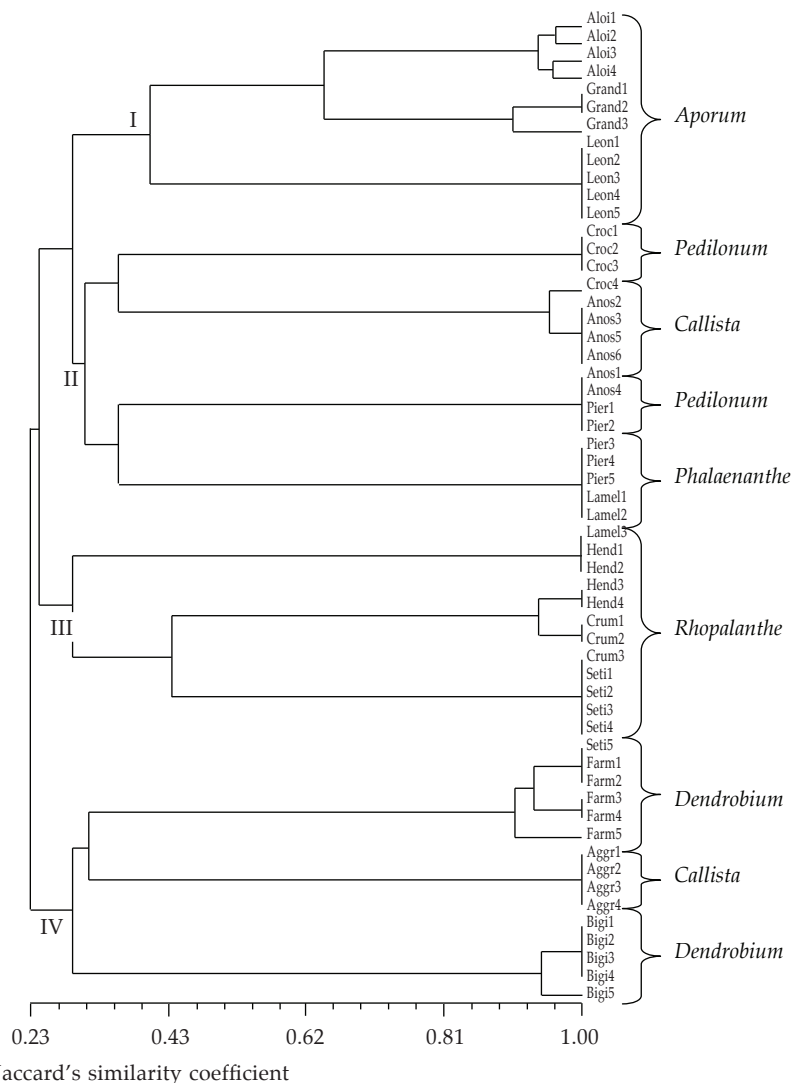 Aloi1
Aloi2
Aloi3
Aloi4
Grand1
Grand2
Grand3
Leon1
Leon2
Leon3
Leon4
Leon5
Croc1
Croc2
Croc3
Croc4
Anos2
Anos3
Anos5
Anos6
Anos1
Anos4
Pier1
Pier2
Pier3
Pier4
Pier5
Lamel1
Lamel2
Lamel3
Hend1
Hend2
Hend3
Hend4
Crum1
Crum2
Crum3
Seti1
Seti2
Seti3
Seti4
Seti5
Farm1
Farm2
Farm3
Farm4
Farm5
Aggr1
Aggr2
Aggr3
Aggr4
Bigi1
Bigi2
Bigi3
Bigi4
Bigi5
Aporum
Pedilonum
Callista
Pedilonum
Phalaenanthe
Rhopalanthe
Dendrobium
Callista
Dendrobium
I
II
III
IV
0.23 0.43 0.62 0.81 1.00
accard's similarity coefficient